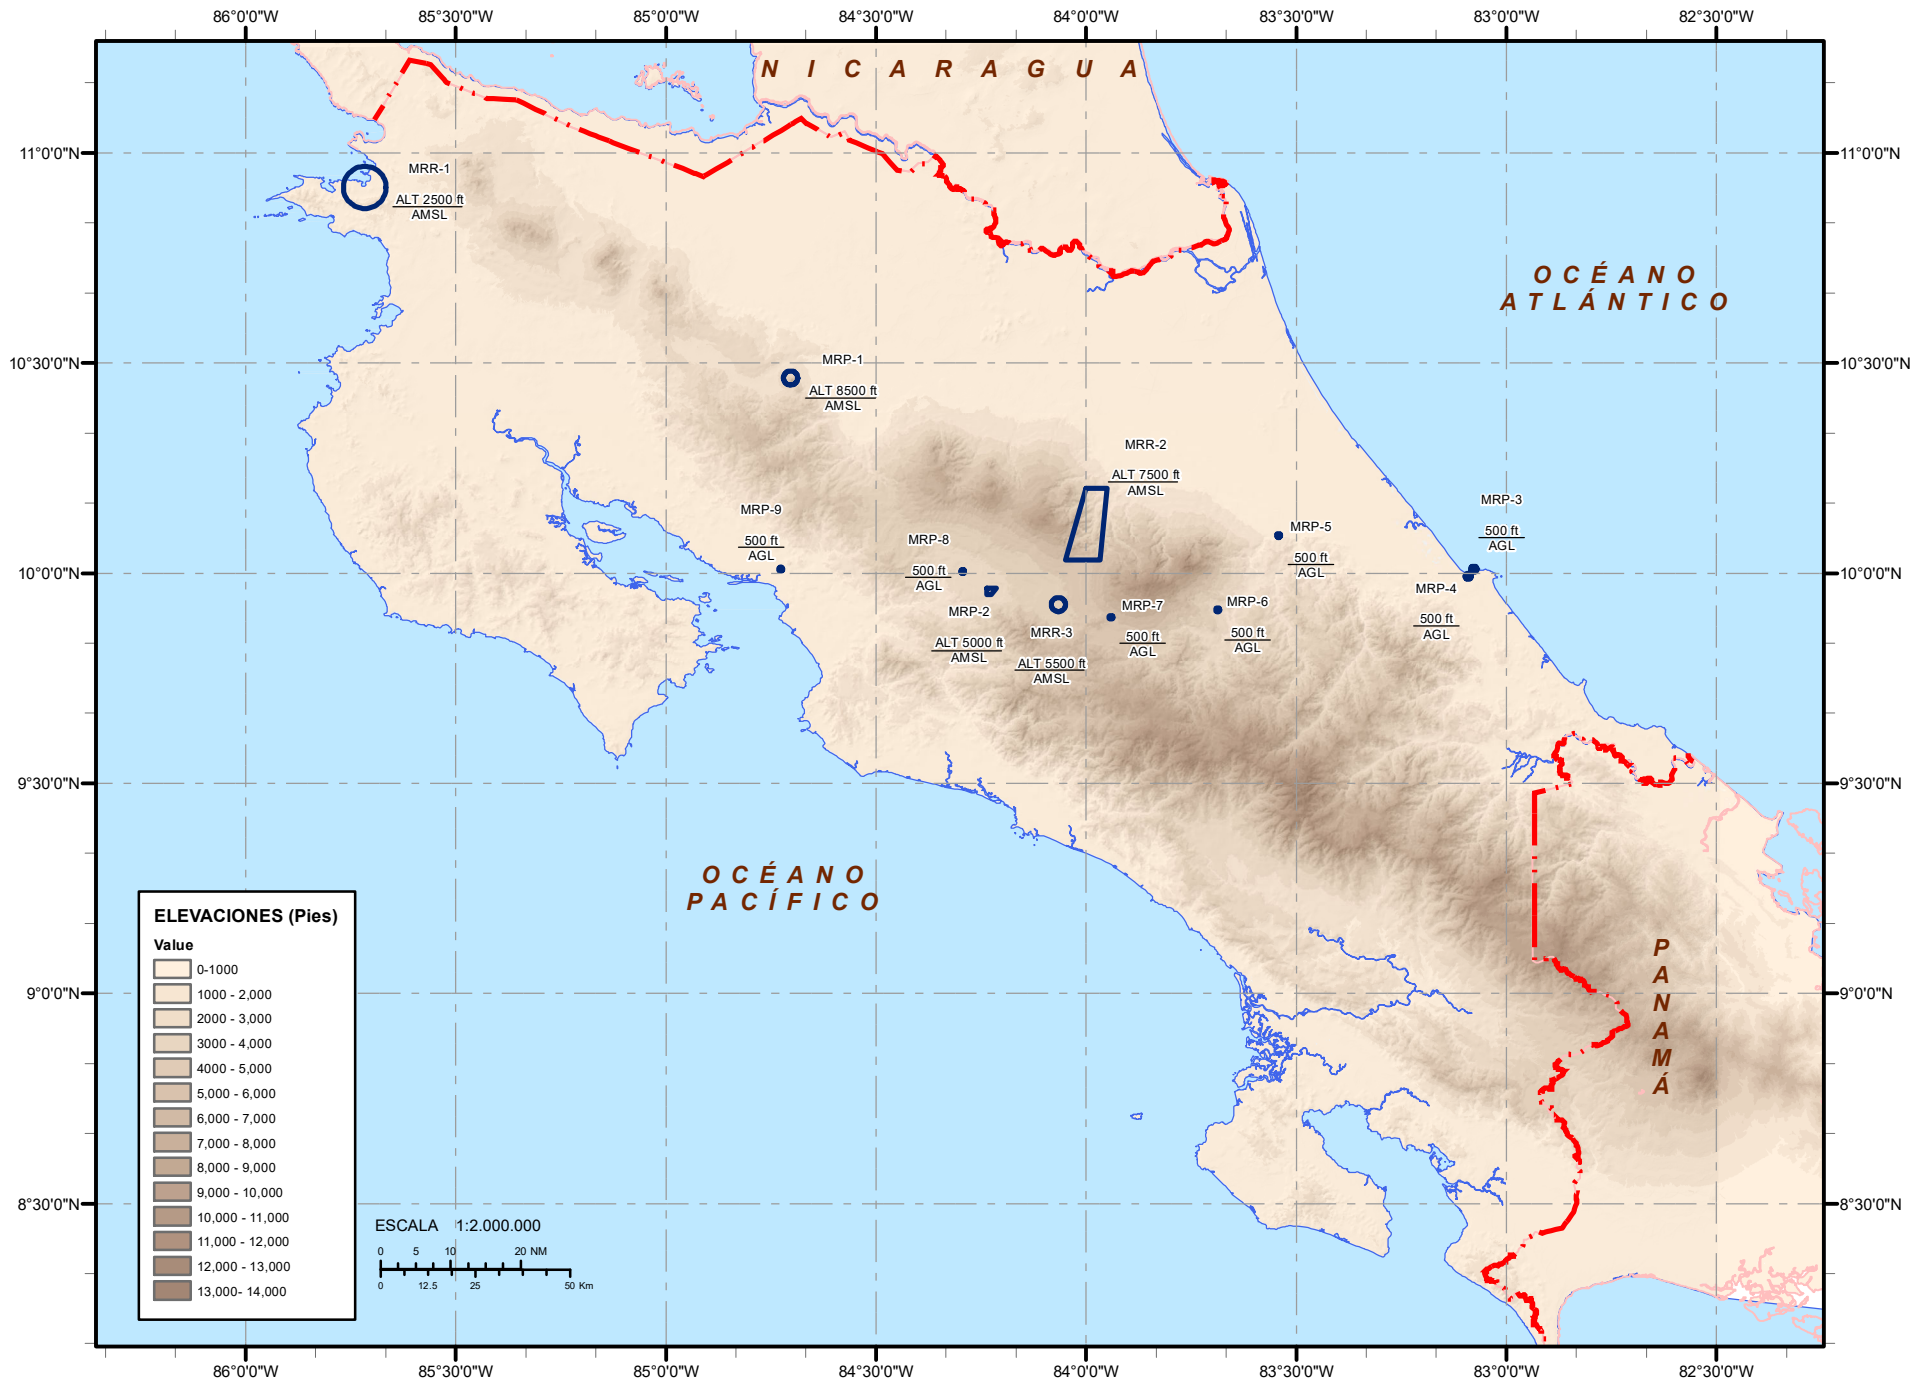 86°0'0"W 85°30'0"W 85°0'0"W 84°30'0"W 84°0'0"W 83°30'0"W 83°0'0"W 82°30'0"W
NICARAGUA
11°0'0"N
11°0'0"N
MRR-1
ALT 2500 ft
AMSL
OCÉANO
ATLÁNTICO
10°30'0"N
10°30'0"N
MRP-1
ALT 8500 ft
AMSL
MRR-2
ALT 7500 ft
AMSL
MRP-9
500 ft
AGL
MRP-8
500 ft
AGL
MRP-5
500 ft
AGL
MRP-3
500 ft
AGL
10°0'0"N
10°0'0"N
MRP-2
ALT 5000 ft
AMSL
MRR-3
ALT 5500 ft
AMSL
MRP-7
500 ft
AGL
MRP-6
500 ft
AGL
MRP-4
500 ft
AGL
9°30'0"N
9°30'0"N
OCÉANO
PACÍFICO
PANAMÁ
9°0'0"N
9°0'0"N
8°30'0"N
8°30'0"N
ELEVACIONES (Pies)
Value
0-1000
1000 - 2,000
2000 - 3,000
3000 - 4,000
4000 - 5,000
5,000 - 6,000
6,000 - 7,000
7,000 - 8,000
8,000 - 9,000
9,000 - 10,000
10,000 - 11,000
11,000 - 12,000
12,000 - 13,000
13,000- 14,000
ESCALA 1:2.000.000
0 5 10 20 NM
0 12.5 25 50 Km
86°0'0"W 85°30'0"W 85°0'0"W 84°30'0"W 84°0'0"W 83°30'0"W 83°0'0"W 82°30'0"W